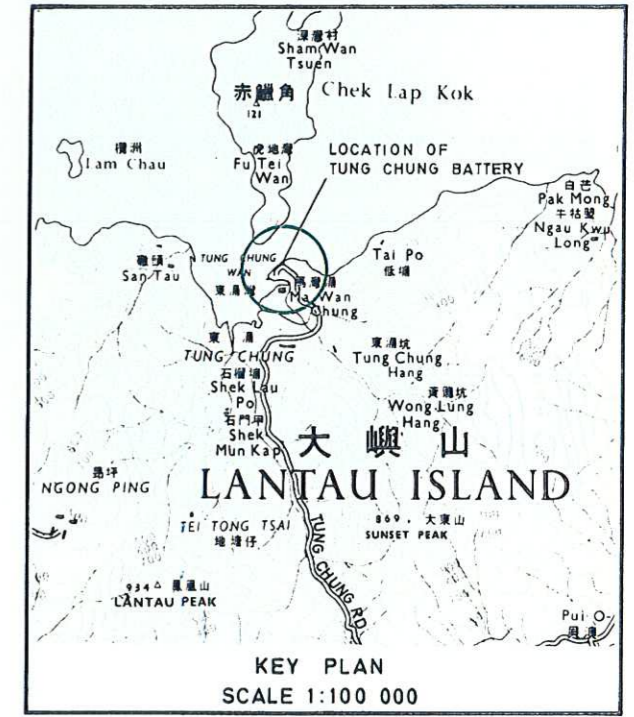 深灣村
Sham Wan
Tsuen
赤鱲角
Chek Lap Kok
121
Lam Chau
虎地灣
Fu Tei
Wan
LOCATION OF
TUNG CHUNG BATTERY
白芒
Pak Mong
牛牯塱
Ngau Kwu
Long
San Tau
TUNG CHUNG
WAN
東涌灣
Tai Po
馬灣涌
Ma Wan
Chung
東涌
TUNG CHUNG
東涌坑
Tung Chung
Hang
石榴埔
Shek Lau
Po
黃龍坑
Wong Lung
Hang
石門甲
Shek
Mun Kap
大嶼山
LANTAU ISLAND
昂坪
NGONG PING
TEI TONG TSAI
地塘仔
869. 大東山
SUNSET PEAK
TUNG CHUNG RD
934 鳳凰山
LANTAU PEAK
Pui O
KEY PLAN
SCALE 1:100 000